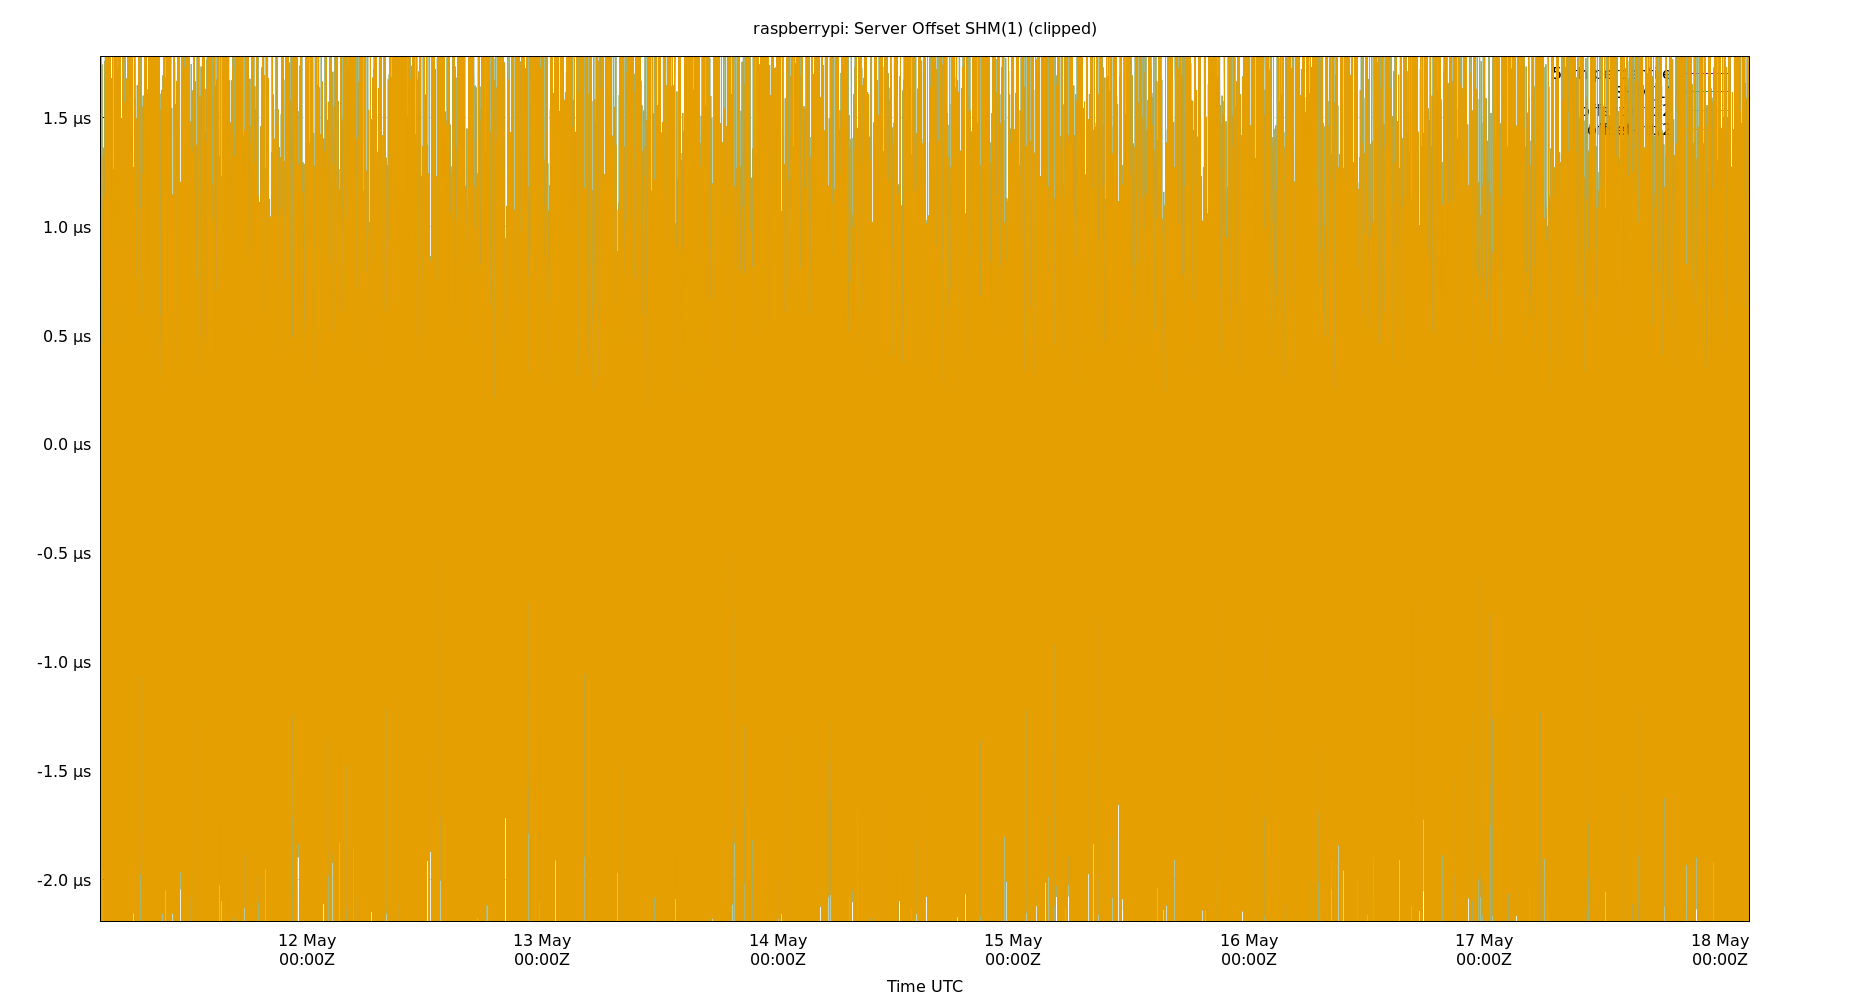 raspberrypi: Server Offset SHM(1) (clipped)
1.5 µs
1.0 µs
0.5 µs
0.0 µs
-0.5 µs
-1.0 µs
-1.5 µs
-2.0 µs
12 May 13 May 14 May 15 May 16 May 17 May 18 May
00:00Z 00:00Z 00:00Z 00:00Z 00:00Z 00:00Z 00:00Z
Time UTC